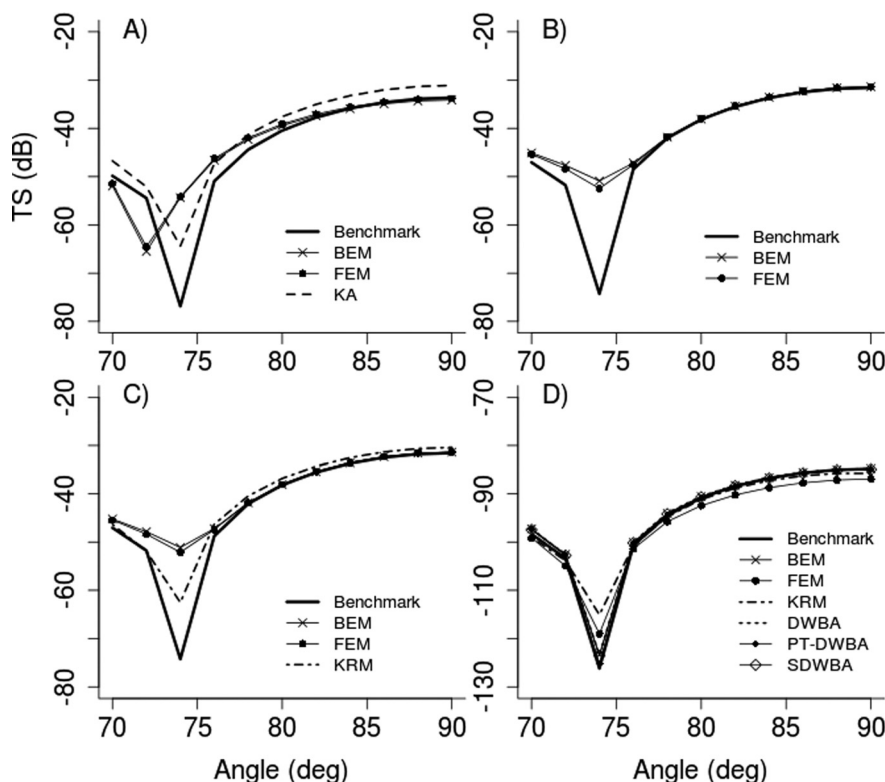 A)
TS (dB)
-20
-40
-60
-80
70
75
80
85
90
Benchmark
BEM
FEM
KA
B)
-20
-40
-60
-80
70
75
80
85
90
Benchmark
BEM
FEM
C)
-20
-40
-60
-80
70
75
80
85
90
Angle (deg)
Benchmark
BEM
FEM
KRM
D)
-70
-90
-110
-130
70
75
80
85
90
Angle (deg)
Benchmark
BEM
FEM
KRM
DWBA
PT-DWBA
SDWBA